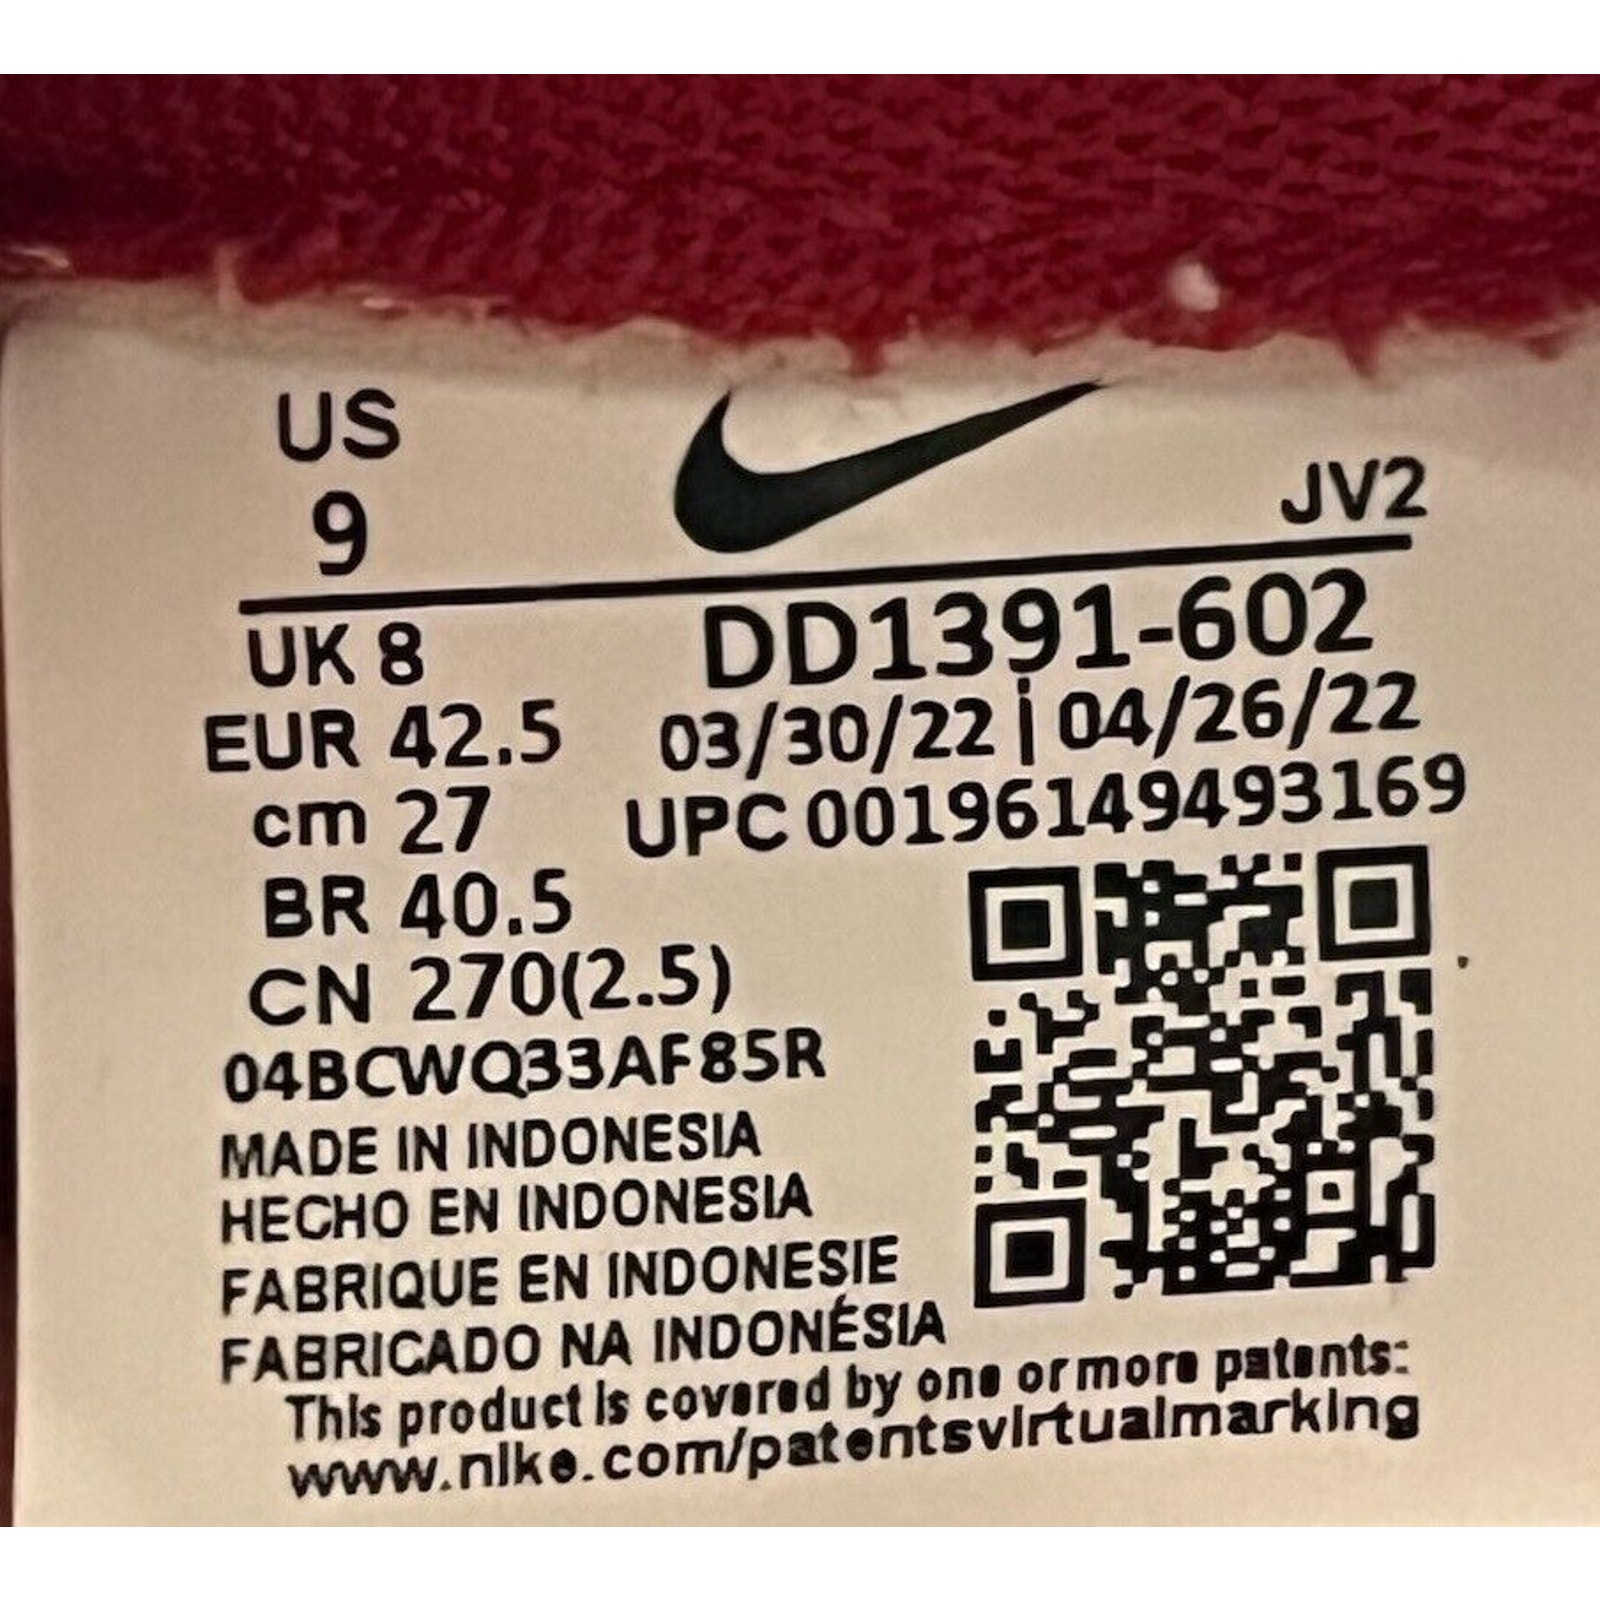 US
9
JV2
UK 8
DD1391-602
EUR 42.5
03/30/22 | 04/26/22
cm 27
UPC 00196149493169
BR 40.5
CN 270(2.5)
04BCWQ33AF85R
MADE IN INDONESIA
HECHO EN INDONESIA
FABRIQUE EN INDONESIE
FABRICADO NA INDONÉSIA
This product is covered by one or more patents:
www.nike.com/patentsvirtualmarking